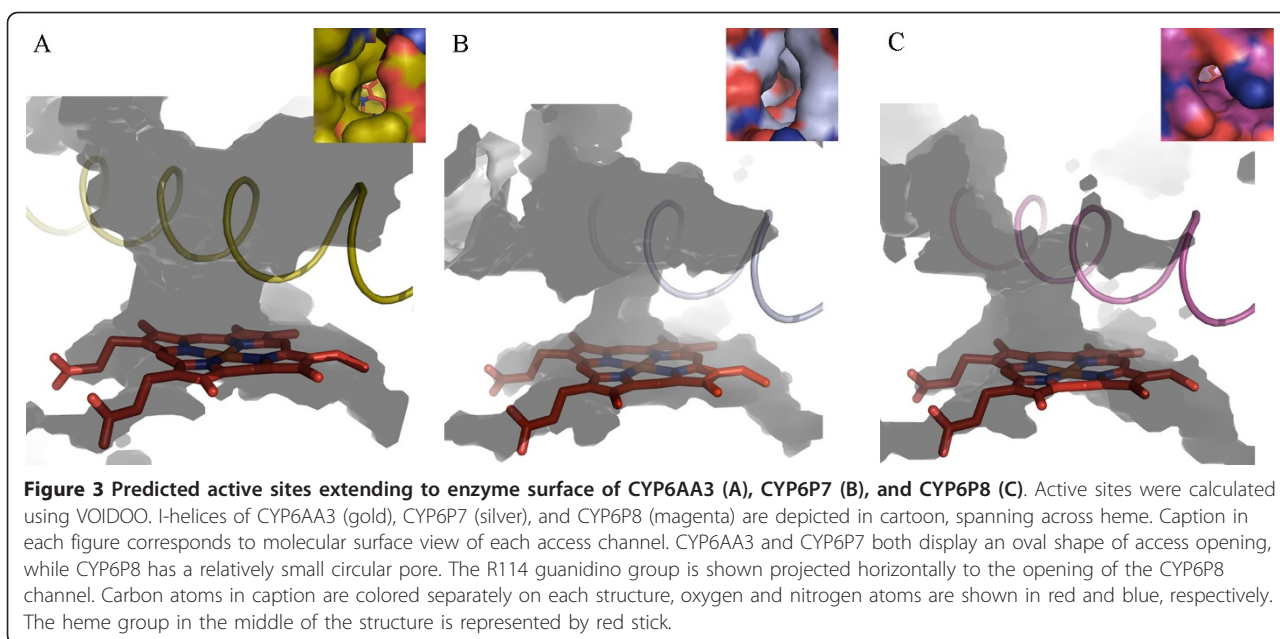 A
B
C
Figure 3 Predicted active sites extending to enzyme surface of CYP6AA3 (A), CYP6P7 (B), and CYP6P8 (C). Active sites were calculated
using VOIDOO. I-helices of CYP6AA3 (gold), CYP6P7 (silver), and CYP6P8 (magenta) are depicted in cartoon, spanning across heme. Caption in
each figure corresponds to molecular surface view of each access channel. CYP6AA3 and CYP6P7 both display an oval shape of access opening,
while CYP6P8 has a relatively small circular pore. The R114 guanidino group is shown projected horizontally to the opening of the CYP6P8
channel. Carbon atoms in caption are colored separately on each structure, oxygen and nitrogen atoms are shown in red and blue, respectively.
The heme group in the middle of the structure is represented by red stick.